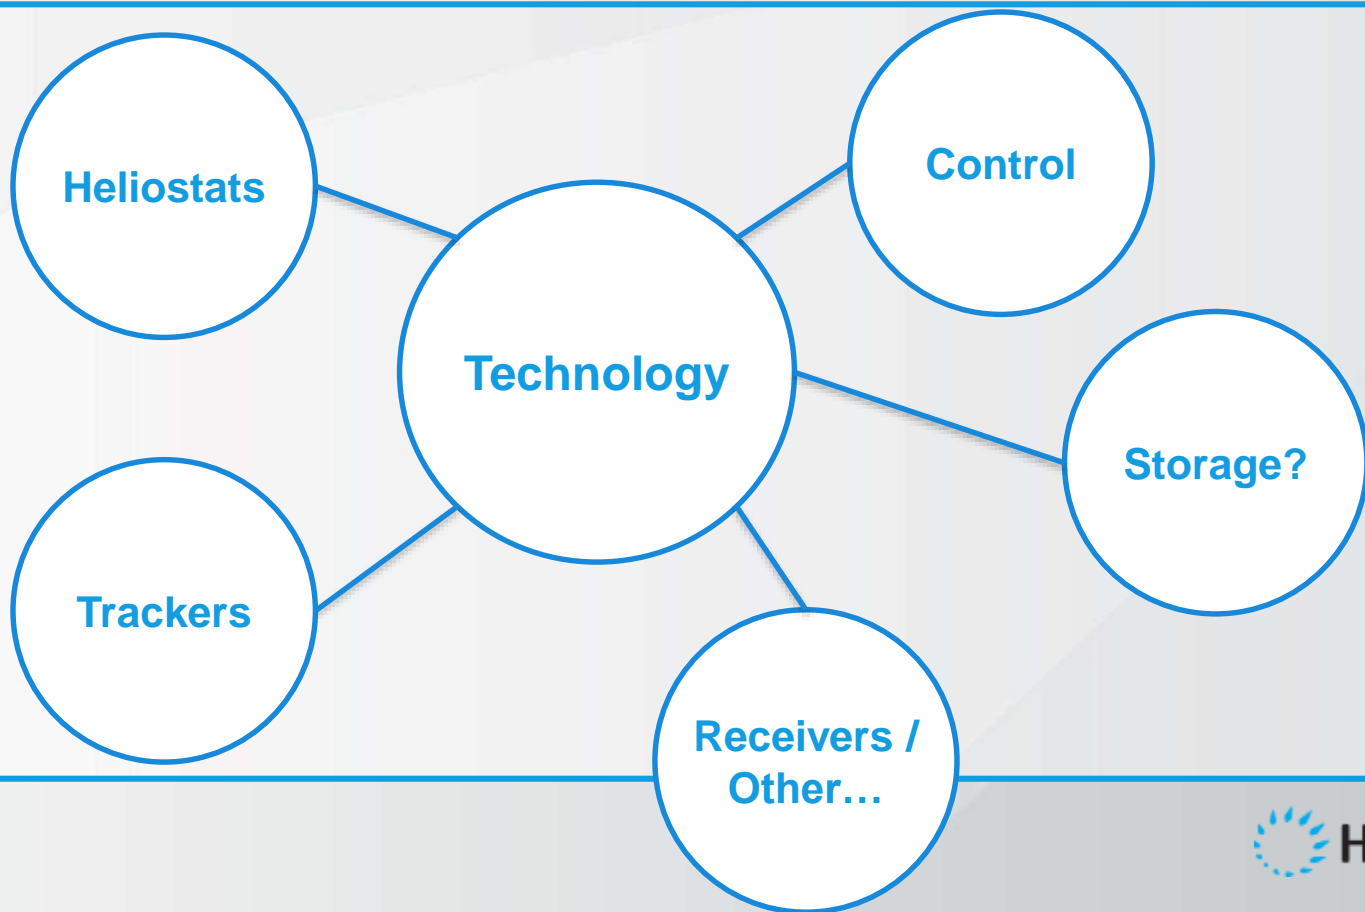 Heliostats
Control
Technology
Storage?
Trackers
Receivers /
Other…
H